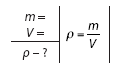 m =
V =
ρ – ?
ρ = m/V